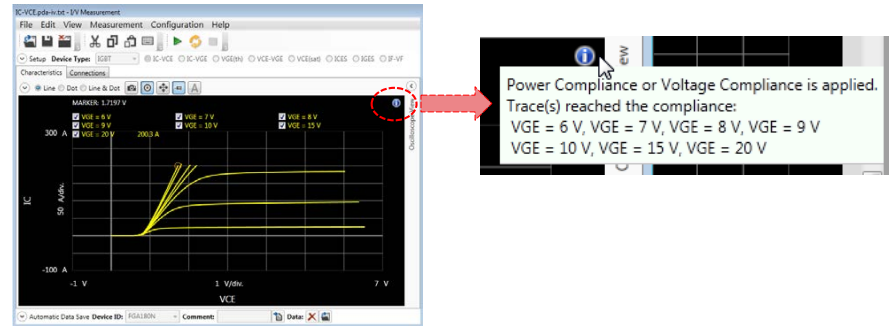 IC-VCE.pda-iv.txt - I/V Measurement
File Edit View Measurement Configuration Help
Setup Device Type: IGBT IC-VCE IC-VGE VGE(th) VCE-VGE VCE(sat) ICES IGES IF-VF
Characteristics Connections
Line Dot Line & Dot
MARKER: 1.7197 V
VGE = 6 V VGE = 7 V VGE = 8 V
VGE = 9 V VGE = 10 V VGE = 15 V
300 A VGE = 20 V 200.3 A
IC
50 A/div.
-100 A
-1 V 1 V/div. 7 V
VCE
Oscilloscope View
Automatic Data Save Device ID: FGA180N Comment: Data:
ew
Power Compliance or Voltage Compliance is applied.
Trace(s) reached the compliance:
VGE = 6 V, VGE = 7 V, VGE = 8 V, VGE = 9 V
VGE = 10 V, VGE = 15 V, VGE = 20 V